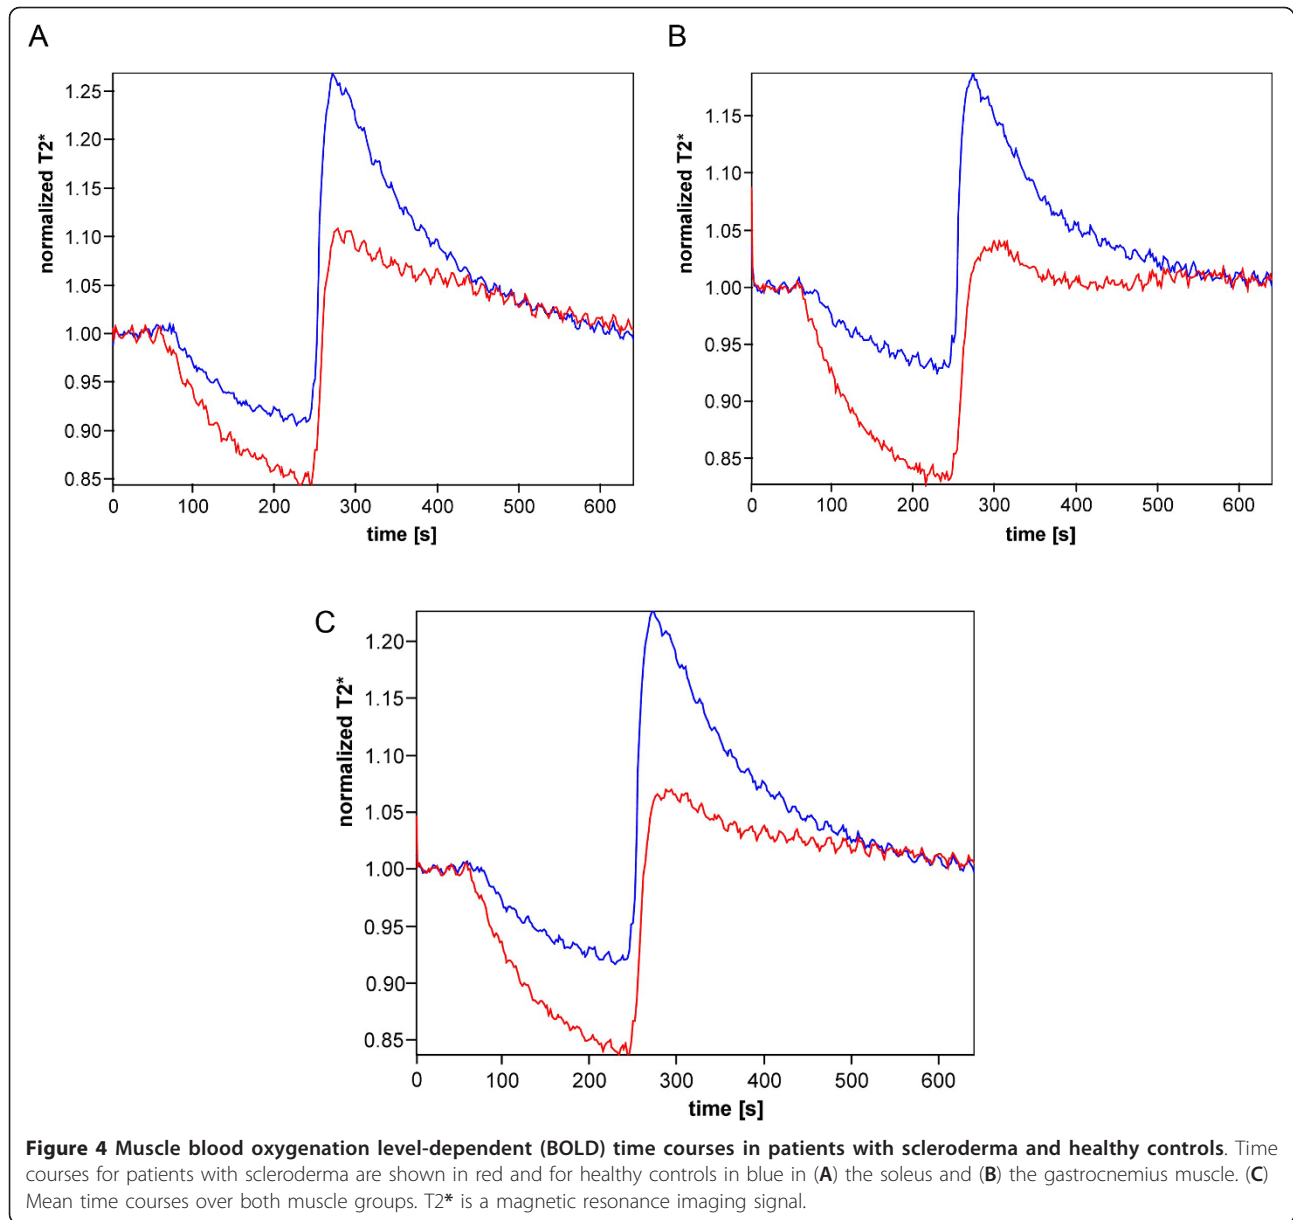 A
normalized T2*
1.25
1.20
1.15
1.10
1.05
1.00
0.95
0.90
0.85
0 100 200 300 400 500 600
time [s]
B
normalized T2*
1.15
1.10
1.05
1.00
0.95
0.90
0.85
0 100 200 300 400 500 600
time [s]
C
normalized T2*
1.20
1.15
1.10
1.05
1.00
0.95
0.90
0.85
0 100 200 300 400 500 600
time [s]
Figure 4 Muscle blood oxygenation level-dependent (BOLD) time courses in patients with scleroderma and healthy controls. Time
courses for patients with scleroderma are shown in red and for healthy controls in blue in (A) the soleus and (B) the gastrocnemius muscle. (C)
Mean time courses over both muscle groups. T2* is a magnetic resonance imaging signal.